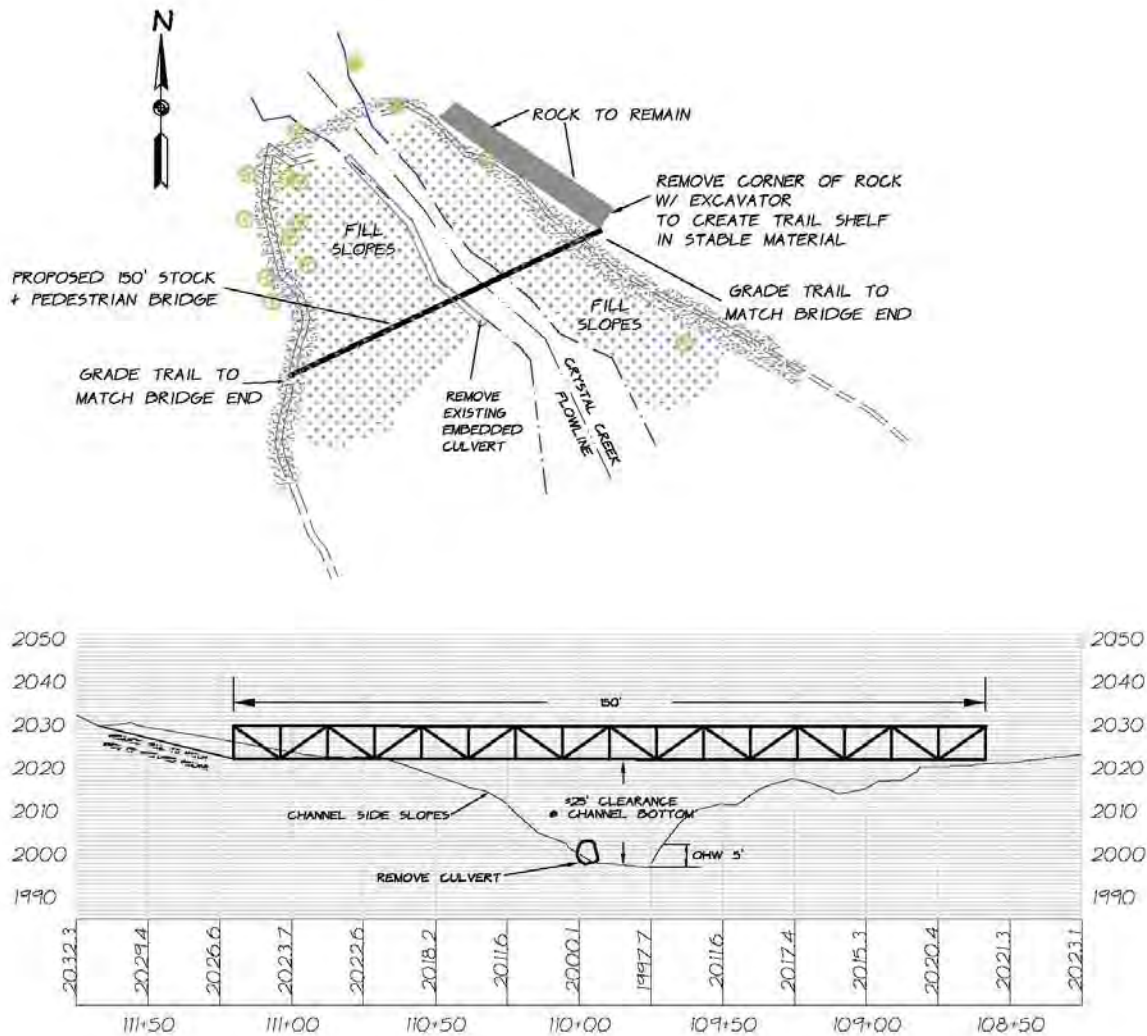 N
ROCK TO REMAIN
REMOVE CORNER OF ROCK
W/ EXCAVATOR
TO CREATE TRAIL SHELF
IN STABLE MATERIAL
FILL
SLOPES
PROPOSED 150' STOCK
+ PEDESTRIAN BRIDGE
FILL
SLOPES
GRADE TRAIL TO
MATCH BRIDGE END
GRADE TRAIL TO
MATCH BRIDGE END
REMOVE
EXISTING
EMBEDDED
CULVERT
CRYSTAL CREEK
FLOWLINE
2050 2050
2040 2040
150'
2030 2030
2020 2020
±25' CLEARANCE
@ CHANNEL BOTTOM
CHANNEL SIDE SLOPES
2010 2010
OHW 5'
2000 2000
REMOVE CULVERT
1990 1990
2032.3 2029.4 2026.6 2023.7 2022.6 2018.2 2011.6 2000.1 1997.7 2011.6 2017.4 2015.3 2020.4 2021.3 2023.1
111+50 111+00 110+50 110+00 109+50 109+00 108+50